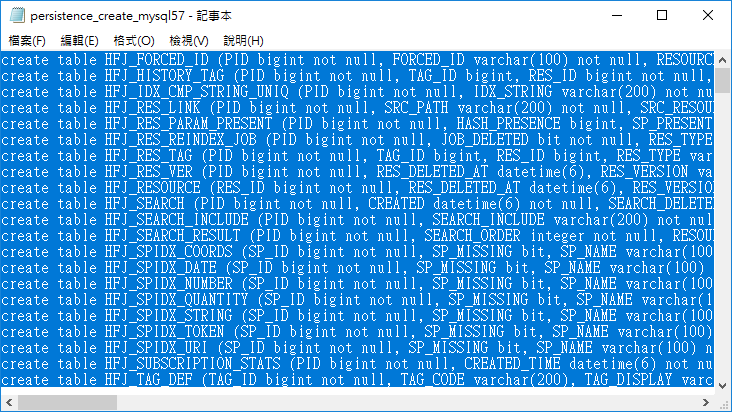 persistence_create_mysql57 - 記事本
檔案(F) 編輯(E) 格式(O) 檢視(V) 說明(H)
create table HFJ_FORCED_ID (PID bigint not null, FORCED_ID varchar(100) not null, RESOURC
create table HFJ_HISTORY_TAG (PID bigint not null, TAG_ID bigint, RES_ID bigint not null,
create table HFJ_IDX_CMP_STRING_UNIQ (PID bigint not null, IDX_STRING varchar(200) not nu
create table HFJ_RES_LINK (PID bigint not null, SRC_PATH varchar(200) not null, SRC_RESOU
create table HFJ_RES_PARAM_PRESENT (PID bigint not null, HASH_PRESENCE bigint, SP_PRESENT
create table HFJ_RES_REINDEX_JOB (PID bigint not null, JOB_DELETED bit not null, RES_TYPE
create table HFJ_RES_TAG (PID bigint not null, TAG_ID bigint, RES_ID bigint, RES_TYPE var
create table HFJ_RES_VER (PID bigint not null, RES_DELETED_AT datetime(6), RES_VERSION va
create table HFJ_RESOURCE (RES_ID bigint not null, RES_DELETED_AT datetime(6), RES_VERSIO
create table HFJ_SEARCH (PID bigint not null, CREATED datetime(6) not null, SEARCH_DELETE
create table HFJ_SEARCH_INCLUDE (PID bigint not null, SEARCH_INCLUDE varchar(200) not nul
create table HFJ_SEARCH_RESULT (PID bigint not null, SEARCH_ORDER integer not null, RESOU
create table HFJ_SPIDX_COORDS (SP_ID bigint not null, SP_MISSING bit, SP_NAME varchar(100
create table HFJ_SPIDX_DATE (SP_ID bigint not null, SP_MISSING bit, SP_NAME varchar(100)
create table HFJ_SPIDX_NUMBER (SP_ID bigint not null, SP_MISSING bit, SP_NAME varchar(100
create table HFJ_SPIDX_QUANTITY (SP_ID bigint not null, SP_MISSING bit, SP_NAME varchar(1
create table HFJ_SPIDX_STRING (SP_ID bigint not null, SP_MISSING bit, SP_NAME varchar(100
create table HFJ_SPIDX_TOKEN (SP_ID bigint not null, SP_MISSING bit, SP_NAME varchar(100)
create table HFJ_SPIDX_URI (SP_ID bigint not null, SP_MISSING bit, SP_NAME varchar(100) n
create table HFJ_SUBSCRIPTION_STATS (PID bigint not null, CREATED_TIME datetime(6) not nu
create table HFJ_TAG_DEF (TAG_ID bigint not null, TAG_CODE varchar(200), TAG_DISPLAY varc